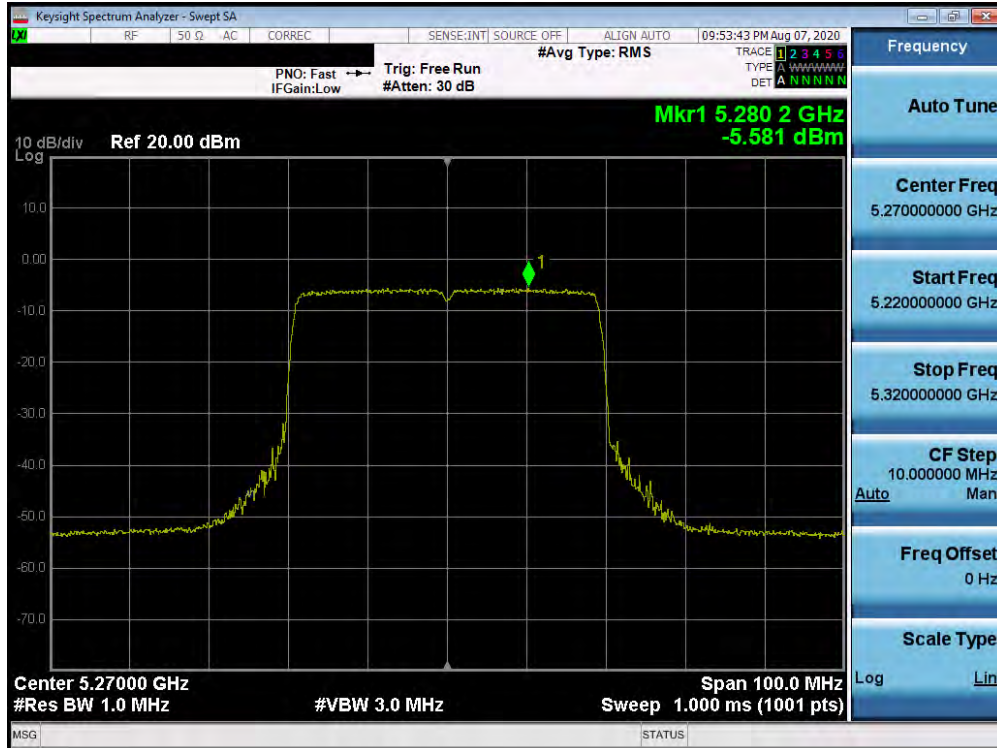 Keysight Spectrum Analyzer - Swept SA
LXI RF 50 Ω AC CORREC SENSE:INT SOURCE OFF ALIGN AUTO 09:53:43 PM Aug 07, 2020
#Avg Type: RMS
TRACE 1 2 3 4 5 6
TYPE A WWWWW
DET A N N N N N
PNO: Fast
IFGain:Low
Trig: Free Run
#Atten: 30 dB
Mkr1 5.280 2 GHz
-5.581 dBm
10 dB/div Ref 20.00 dBm
Log
10.0
0.00
-10.0
-20.0
-30.0
-40.0
-50.0
-60.0
-70.0
1
Center 5.27000 GHz
Span 100.0 MHz
#Res BW 1.0 MHz
#VBW 3.0 MHz
Sweep 1.000 ms (1001 pts)
MSG
STATUS
Frequency
Auto Tune
Center Freq
5.270000000 GHz
Start Freq
5.220000000 GHz
Stop Freq
5.320000000 GHz
CF Step
10.000000 MHz
Auto Man
Freq Offset
0 Hz
Scale Type
Log Lin